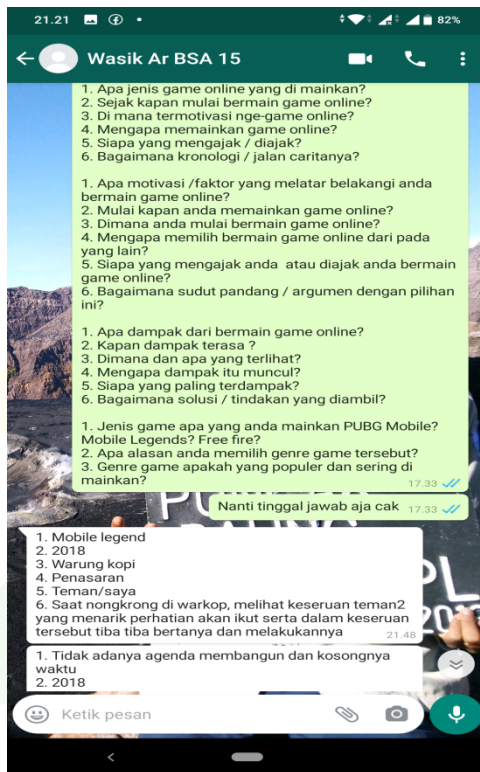 21.21
82%
Wasik Ar BSA 15
1. Apa jenis game online yang di mainkan?
2. Sejak kapan mulai bermain game online?
3. Di mana termotivasi nge-game online?
4. Mengapa memainkan game online?
5. Siapa yang mengajak / diajak?
6. Bagaimana kronologi / jalan caritanya?
1. Apa motivasi /faktor yang melatar belakangi anda
bermain game online?
2. Mulai kapan anda memainkan game online?
3. Dimana anda mulai bermain game online?
4. Mengapa memilih bermain game online dari pada
yang lain?
5. Siapa yang mengajak anda  atau diajak anda bermain
game online?
6. Bagaimana sudut pandang / argumen dengan pilihan
ini?
1. Apa dampak dari bermain game online?
2. Kapan dampak terasa ?
3. Dimana dan apa yang terlihat?
4. Mengapa dampak itu muncul?
5. Siapa yang paling terdampak?
6. Bagaimana solusi / tindakan yang diambil?
1. Jenis game apa yang anda mainkan PUBG Mobile?
Mobile Legends? Free fire?
2. Apa alasan anda memilih genre game tersebut?
3. Genre game apakah yang populer dan sering di
mainkan?
17.33
Nanti tinggal jawab aja cak 17.33
1. Mobile legend
2. 2018
3. Warung kopi
4. Penasaran
5. Teman/saya
6. Saat nongkrong di warkop, melihat keseruan teman2
yang menarik perhatian akan ikut serta dalam keseruan
tersebut tiba tiba bertanya dan melakukannya 21.48
1. Tidak adanya agenda membangun dan kosongnya
waktu
2. 2018
Ketik pesan